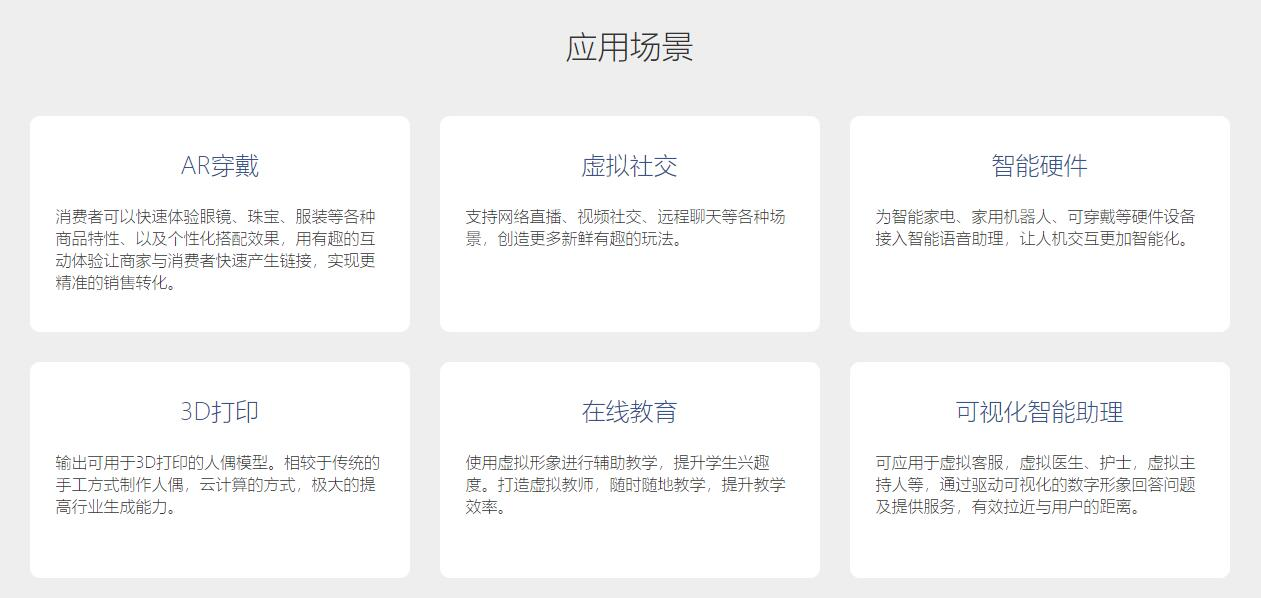 应用场景
AR穿戴
消费者可以快速体验眼镜、珠宝、服装等各种
商品特性、以及个性化搭配效果，用有趣的互
动体验让商家与消费者快速产生链接，实现更
精准的销售转化。
虚拟社交
支持网络直播、视频社交、远程聊天等各种场
景，创造更多新鲜有趣的玩法。
智能硬件
为智能家电、家用机器人、可穿戴等硬件设备
接入智能语音助理，让人机交互更加智能化。
3D打印
输出可用于3D打印的人偶模型。相较于传统的
手工方式制作人偶，云计算的方式，极大的提
高行业生成能力。
在线教育
使用虚拟形象进行辅助教学，提升学生兴趣
度。打造虚拟教师，随时随地教学，提升教学
效率。
可视化智能助理
可应用于虚拟客服，虚拟医生、护士，虚拟主
持人等，通过驱动可视化的数字形象回答问题
及提供服务，有效拉近与用户的距离。